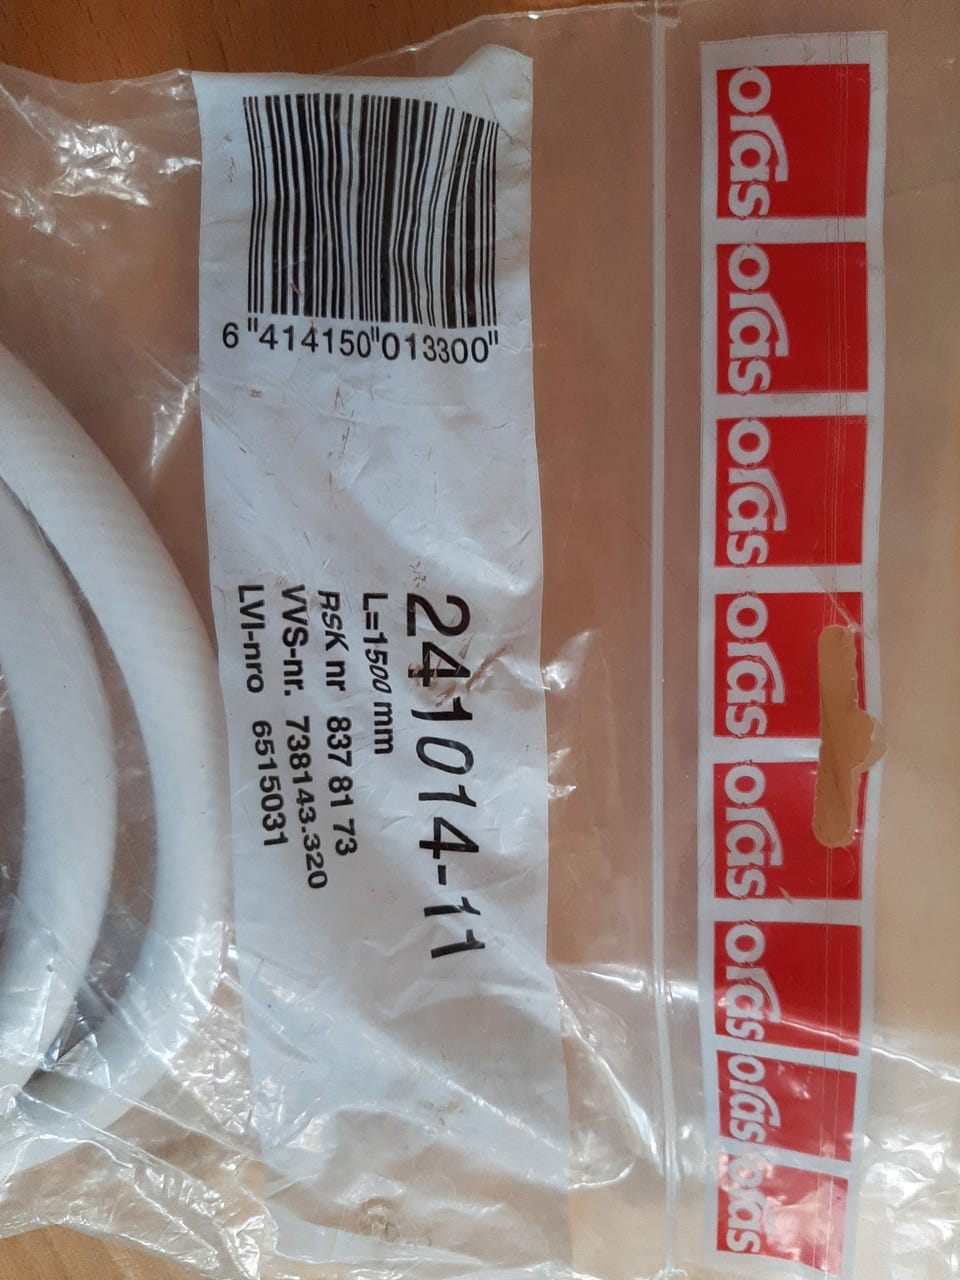 oras
oras
oras
oras
oras
oras
oras
oras
6 "414150"013300"
241014-11
L=1500 mm
RSK nr 837 81 73
VVS-nr. 738143.320
LVI-nro 6515031